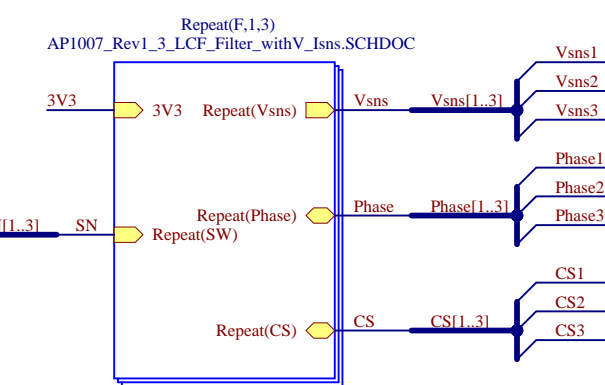 Repeat(F,1,3)
AP1007_Rev1_3_LCF_Filter_withV_Isns.SCHDOC
Vsns1
3V3
3V3
Repeat(Vsns)
Vsns
Vsns[1..3]
Vsns2
Vsns3
Phase1
Repeat(Phase)
Phase
Phase[1..3]
Phase2
Phase3
[1..3]
SN
Repeat(SW)
CS1
Repeat(CS)
CS
CS[1..3]
CS2
CS3